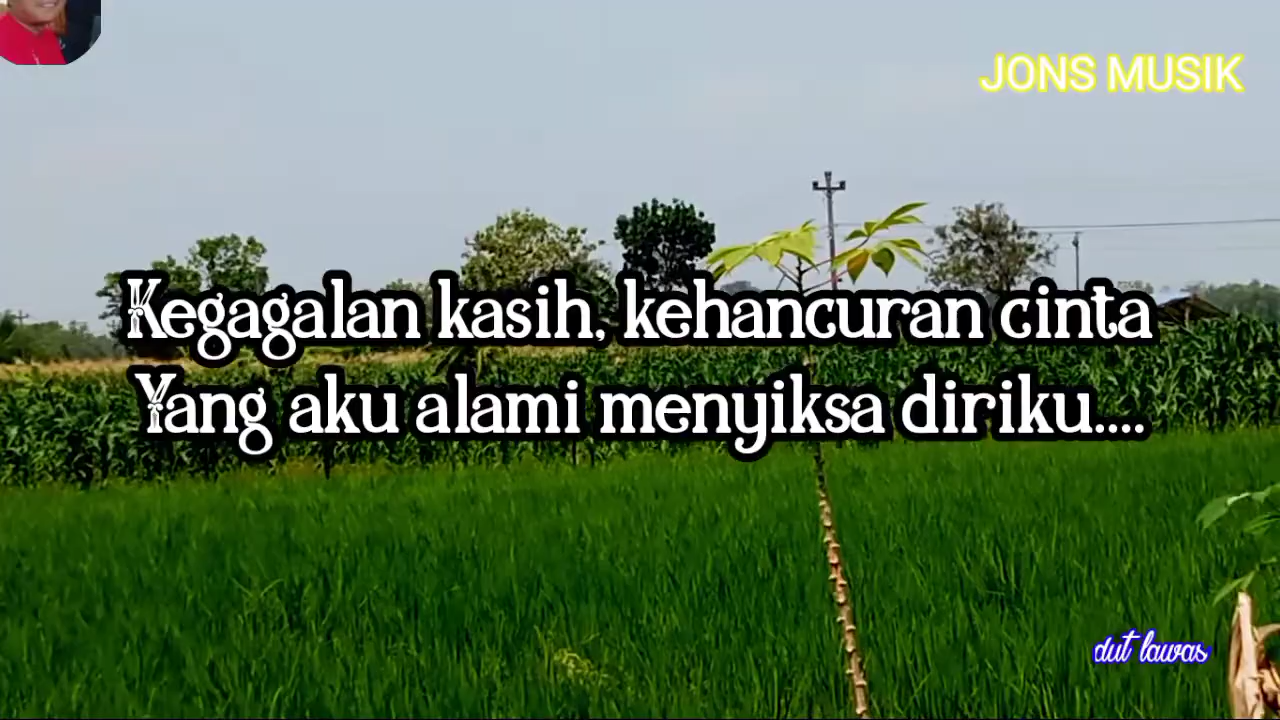 JONS MUSIK
Kegagalan kasih, kehancuran cinta
Yang aku alami menyiksa diriku....
dut lawas